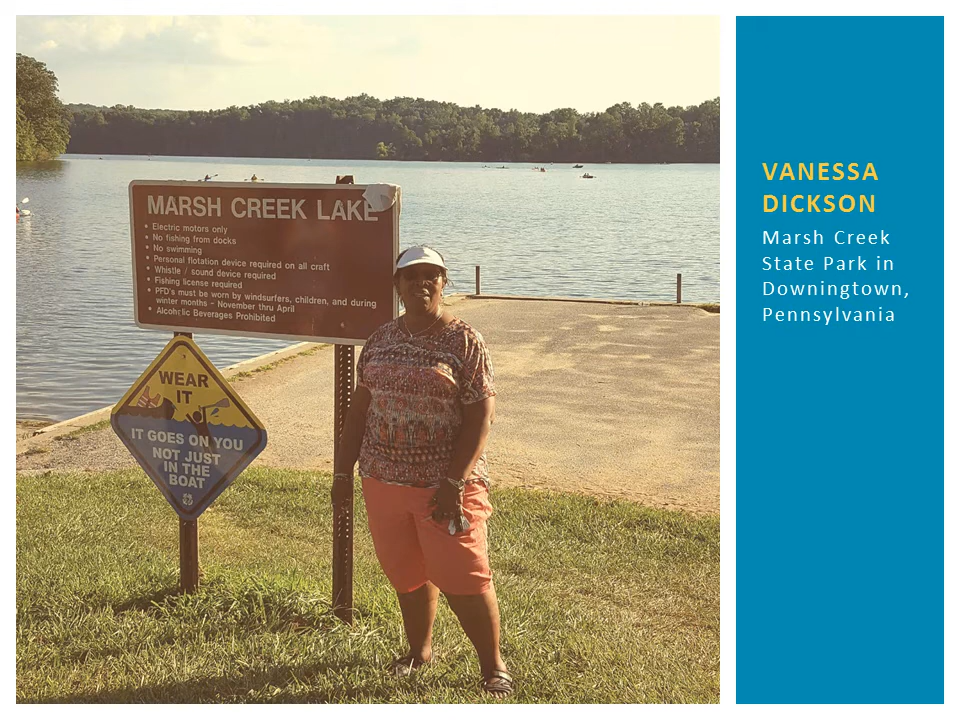 MARSH CREEK LAKE
• Electric motors only
• No fishing from docks
• No swimming
• Personal flotation device required on all craft
• Whistle / sound device required
• Fishing license required
• PFD's must be worn by windsurfers, children, and during
winter months - November thru April
• Alcoholic Beverages Prohibited
WEAR
IT
IT GOES ON YOU
NOT JUST
IN THE
BOAT
VANESSA
DICKSON
Marsh Creek
State Park in
Downingtown,
Pennsylvania